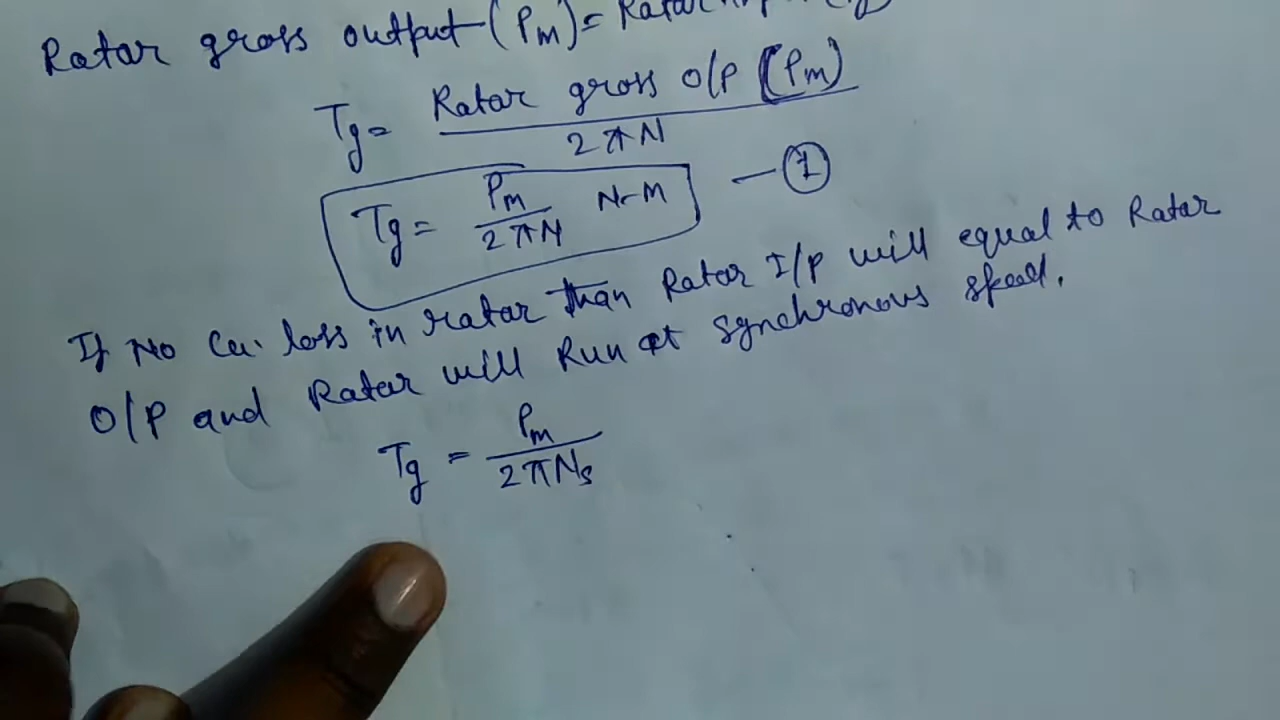 Rotor gross output (Pm) = Rotor
Tg = Rotor gross O/P (Pm) / 2πN
Tg = Pm / 2πN N-M — ①
If No Cu. loss in rotor than Rotor I/P will equal to Rotor
O/P and Rotor will Run at synchronous speed.
Tg = Pm / 2πNs